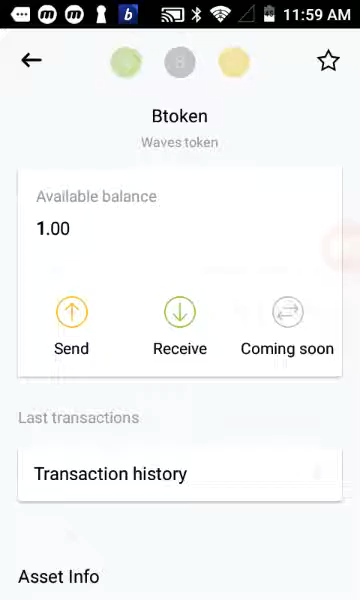 11:59 AM
B
Btoken
Waves token
Available balance
1.00
Send
Receive
Coming soon
Last transactions
Transaction history
Asset Info